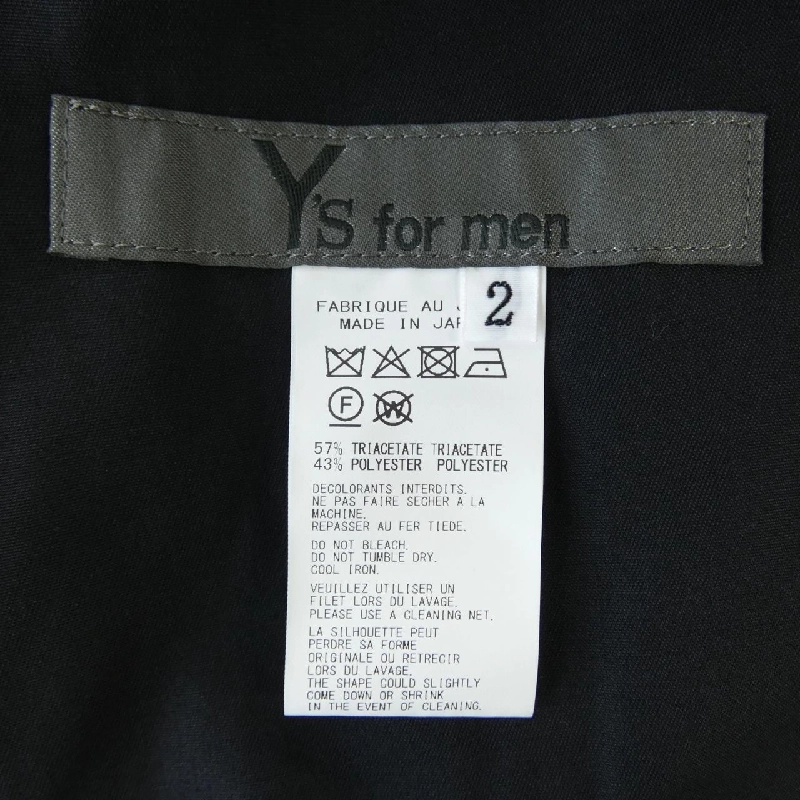 Y's for men
2
FABRIQUE AU
MADE IN
F
W
57% TRIACETATE TRIACETATE
43% POLYESTER POLYESTER
DECOLORANTS INTERDITS.
NE PAS FAIRE SECHER A LA
MACHINE.
REPASSER AU FER TIEDE.
DO NOT BLEACH.
DO NOT TUMBLE DRY.
COOL IRON.
VEUILLEZ UTILISER UN
FILET LORS DU LAVAGE.
PLEASE USE A CLEANING NET.
LA SILHOUETTE PEUT
PERDRE SA FORME
ORIGINALE OU RETRECIR
LORS DU LAVAGE.
THE SHAPE COULD SLIGHTLY
COME DOWN OR SHRINK
IN THE EVENT OF CLEANING.